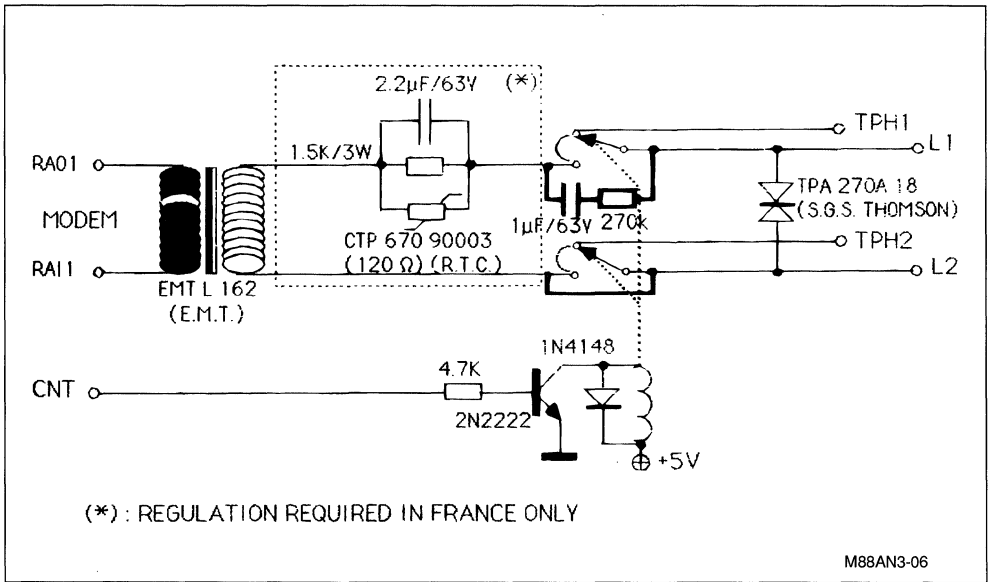 2.2µF/63V (*)
TPH1
L1
RA01
1.5K/3W
MODEM
TPA 270A 18
(S.G.S. THOMSON)
1µF/63V 270k
CTP 670 90003
(120 Ω) (R.T.C.)
TPH2
RAI1
L2
EMT L 162
(E.M.T.)
1N4148
4.7K
CNT
2N2222
+5V
(*) : REGULATION REQUIRED IN FRANCE ONLY
M88AN3-06